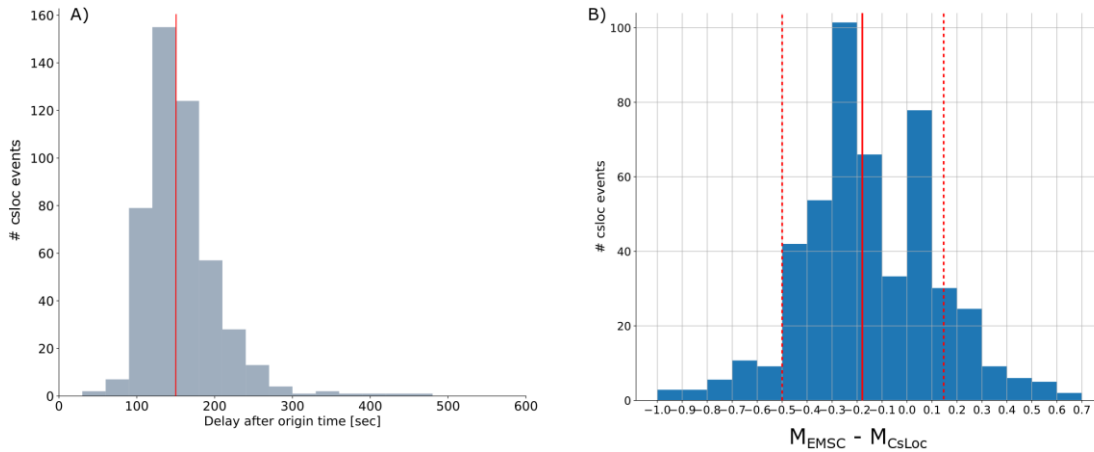 A)
# csloc events
160
140
120
100
80
60
40
20
0
0 100 200 300 400 500 600
Delay after origin time [sec]
B)
# csloc events
100
80
60
40
20
0
−1.0 −0.9 −0.8 −0.7 −0.6 −0.5 −0.4 −0.3 −0.2 −0.1 0.0 0.1 0.2 0.3 0.4 0.5 0.6 0.7
M_EMSC - M_CsLoc